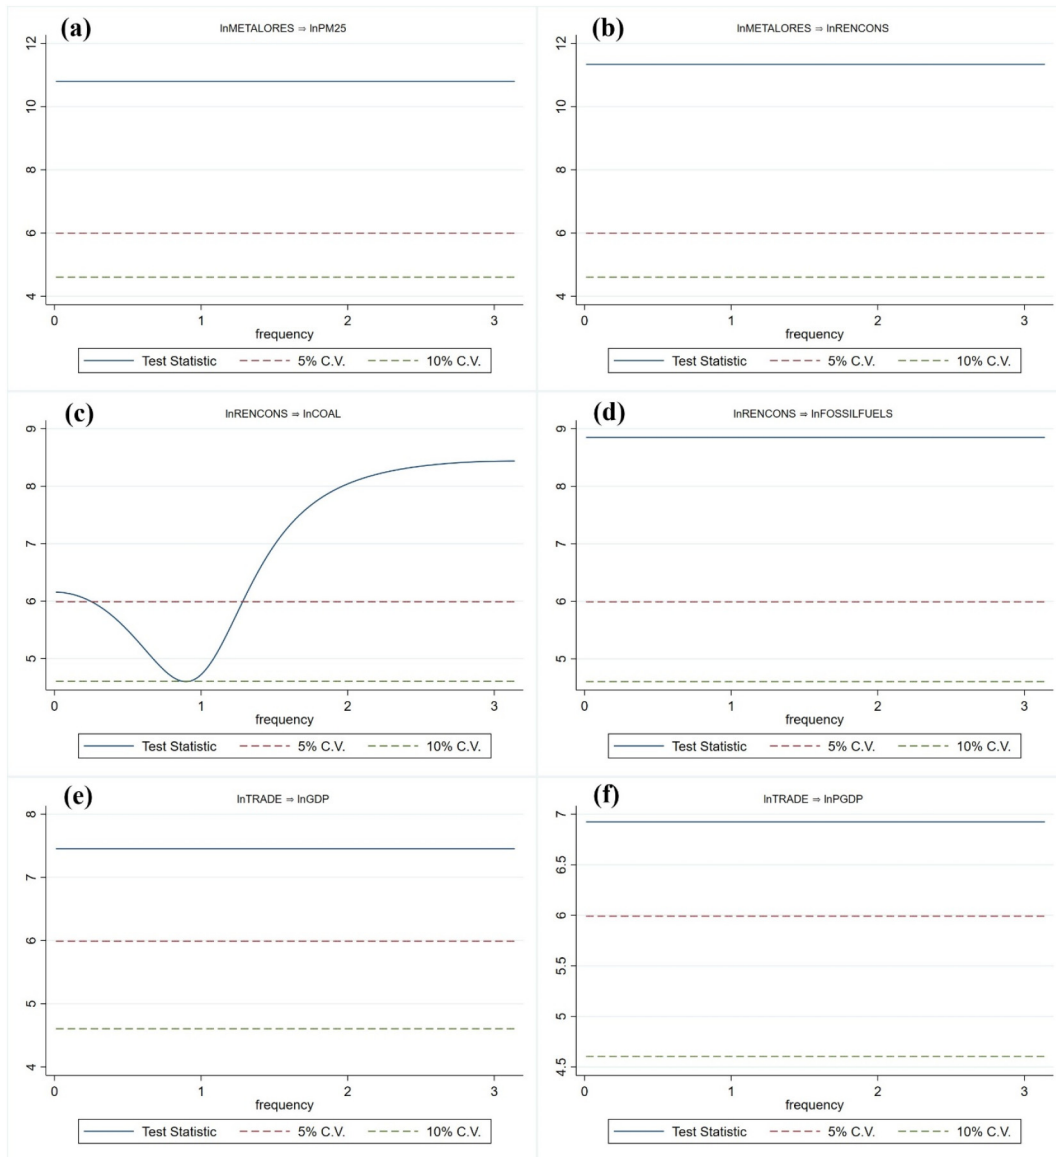 (a) lnMETALORES ⇒ lnPM25
12
10
8
6
4
0 1 2 3
frequency
Test Statistic 5% C.V. 10% C.V.
(b) lnMETALORES ⇒ lnRENCONS
12
10
8
6
4
0 1 2 3
frequency
Test Statistic 5% C.V. 10% C.V.
(c) lnRENCONS ⇒ lnCOAL
9
8
7
6
5
0 1 2 3
frequency
Test Statistic 5% C.V. 10% C.V.
(d) lnRENCONS ⇒ lnFOSSILFUELS
9
8
7
6
5
0 1 2 3
frequency
Test Statistic 5% C.V. 10% C.V.
(e) lnTRADE ⇒ lnGDP
8
7
6
5
4
0 1 2 3
frequency
Test Statistic 5% C.V. 10% C.V.
(f) lnTRADE ⇒ lnPGDP
7
6.5
6
5.5
5
4.5
0 1 2 3
frequency
Test Statistic 5% C.V. 10% C.V.